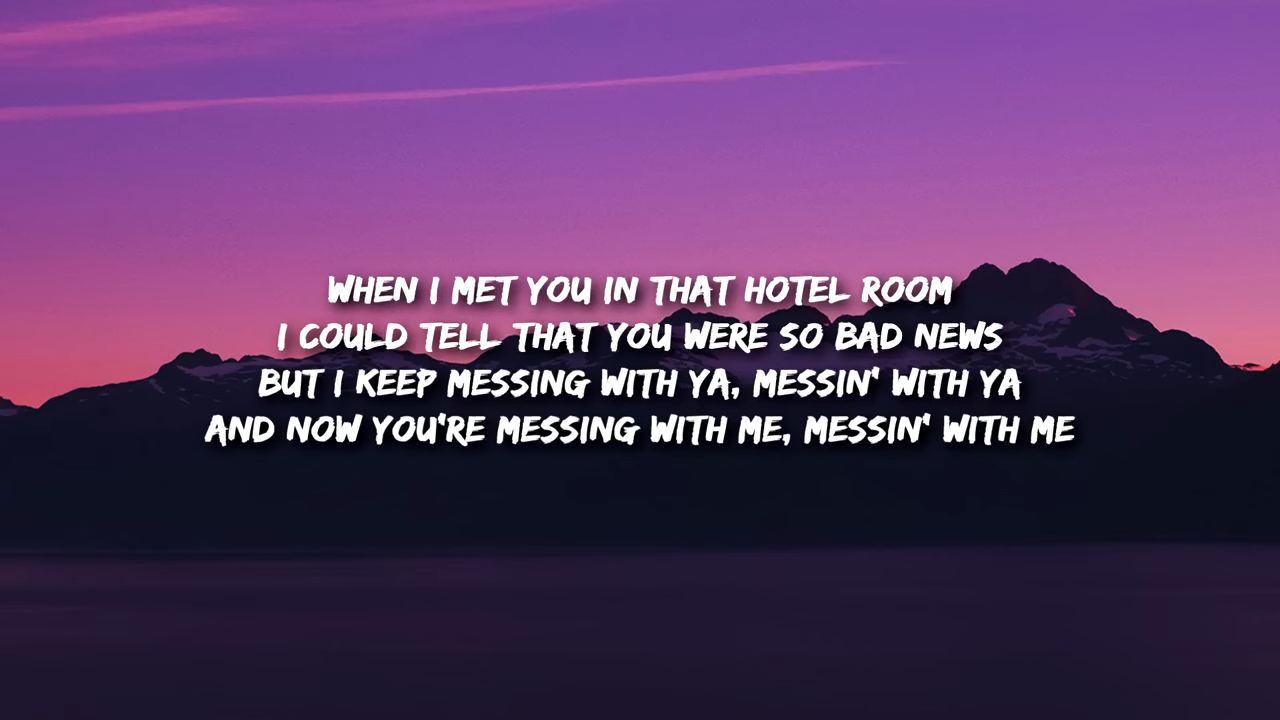 WHEN I MET YOU IN THAT HOTEL ROOM
I COULD TELL THAT YOU WERE SO BAD NEWS
BUT I KEEP MESSING WITH YA, MESSIN' WITH YA
AND NOW YOU'RE MESSING WITH ME, MESSIN' WITH ME